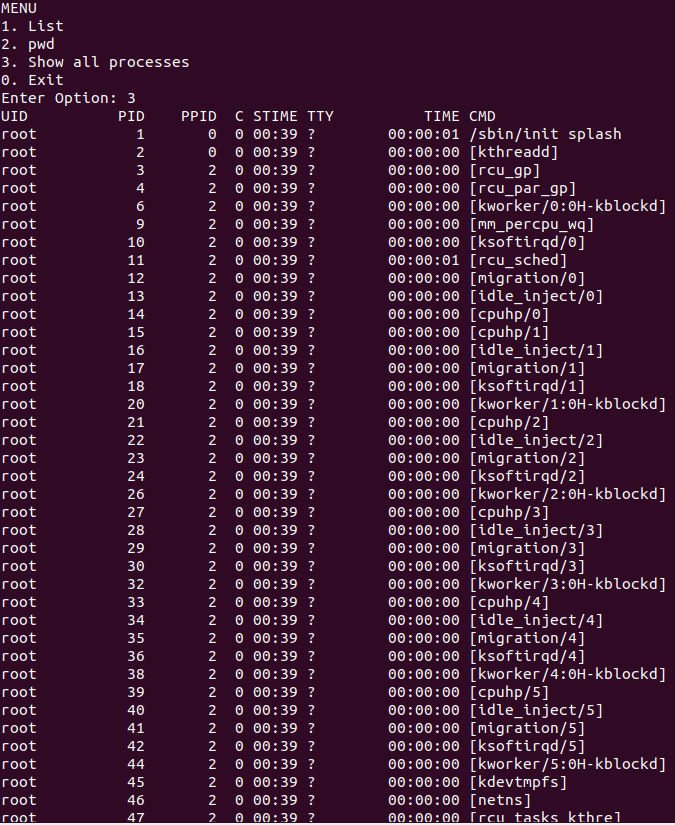 MENU
1. List
2. pwd
3. Show all processes
0. Exit
Enter Option: 3
UID          PID    PPID  C STIME TTY          TIME CMD
root           1       0  0 00:39 ?        00:00:01 /sbin/init splash
root           2       0  0 00:39 ?        00:00:00 [kthreadd]
root           3       2  0 00:39 ?        00:00:00 [rcu_gp]
root           4       2  0 00:39 ?        00:00:00 [rcu_par_gp]
root           6       2  0 00:39 ?        00:00:00 [kworker/0:0H-kblockd]
root           9       2  0 00:39 ?        00:00:00 [mm_percpu_wq]
root          10       2  0 00:39 ?        00:00:00 [ksoftirqd/0]
root          11       2  0 00:39 ?        00:00:01 [rcu_sched]
root          12       2  0 00:39 ?        00:00:00 [migration/0]
root          13       2  0 00:39 ?        00:00:00 [idle_inject/0]
root          14       2  0 00:39 ?        00:00:00 [cpuhp/0]
root          15       2  0 00:39 ?        00:00:00 [cpuhp/1]
root          16       2  0 00:39 ?        00:00:00 [idle_inject/1]
root          17       2  0 00:39 ?        00:00:00 [migration/1]
root          18       2  0 00:39 ?        00:00:00 [ksoftirqd/1]
root          20       2  0 00:39 ?        00:00:00 [kworker/1:0H-kblockd]
root          21       2  0 00:39 ?        00:00:00 [cpuhp/2]
root          22       2  0 00:39 ?        00:00:00 [idle_inject/2]
root          23       2  0 00:39 ?        00:00:00 [migration/2]
root          24       2  0 00:39 ?        00:00:00 [ksoftirqd/2]
root          26       2  0 00:39 ?        00:00:00 [kworker/2:0H-kblockd]
root          27       2  0 00:39 ?        00:00:00 [cpuhp/3]
root          28       2  0 00:39 ?        00:00:00 [idle_inject/3]
root          29       2  0 00:39 ?        00:00:00 [migration/3]
root          30       2  0 00:39 ?        00:00:00 [ksoftirqd/3]
root          32       2  0 00:39 ?        00:00:00 [kworker/3:0H-kblockd]
root          33       2  0 00:39 ?        00:00:00 [cpuhp/4]
root          34       2  0 00:39 ?        00:00:00 [idle_inject/4]
root          35       2  0 00:39 ?        00:00:00 [migration/4]
root          36       2  0 00:39 ?        00:00:00 [ksoftirqd/4]
root          38       2  0 00:39 ?        00:00:00 [kworker/4:0H-kblockd]
root          39       2  0 00:39 ?        00:00:00 [cpuhp/5]
root          40       2  0 00:39 ?        00:00:00 [idle_inject/5]
root          41       2  0 00:39 ?        00:00:00 [migration/5]
root          42       2  0 00:39 ?        00:00:00 [ksoftirqd/5]
root          44       2  0 00:39 ?        00:00:00 [kworker/5:0H-kblockd]
root          45       2  0 00:39 ?        00:00:00 [kdevtmpfs]
root          46       2  0 00:39 ?        00:00:00 [netns]
root          47       2  0 00:39 ?        00:00:00 [rcu_tasks_kthre]